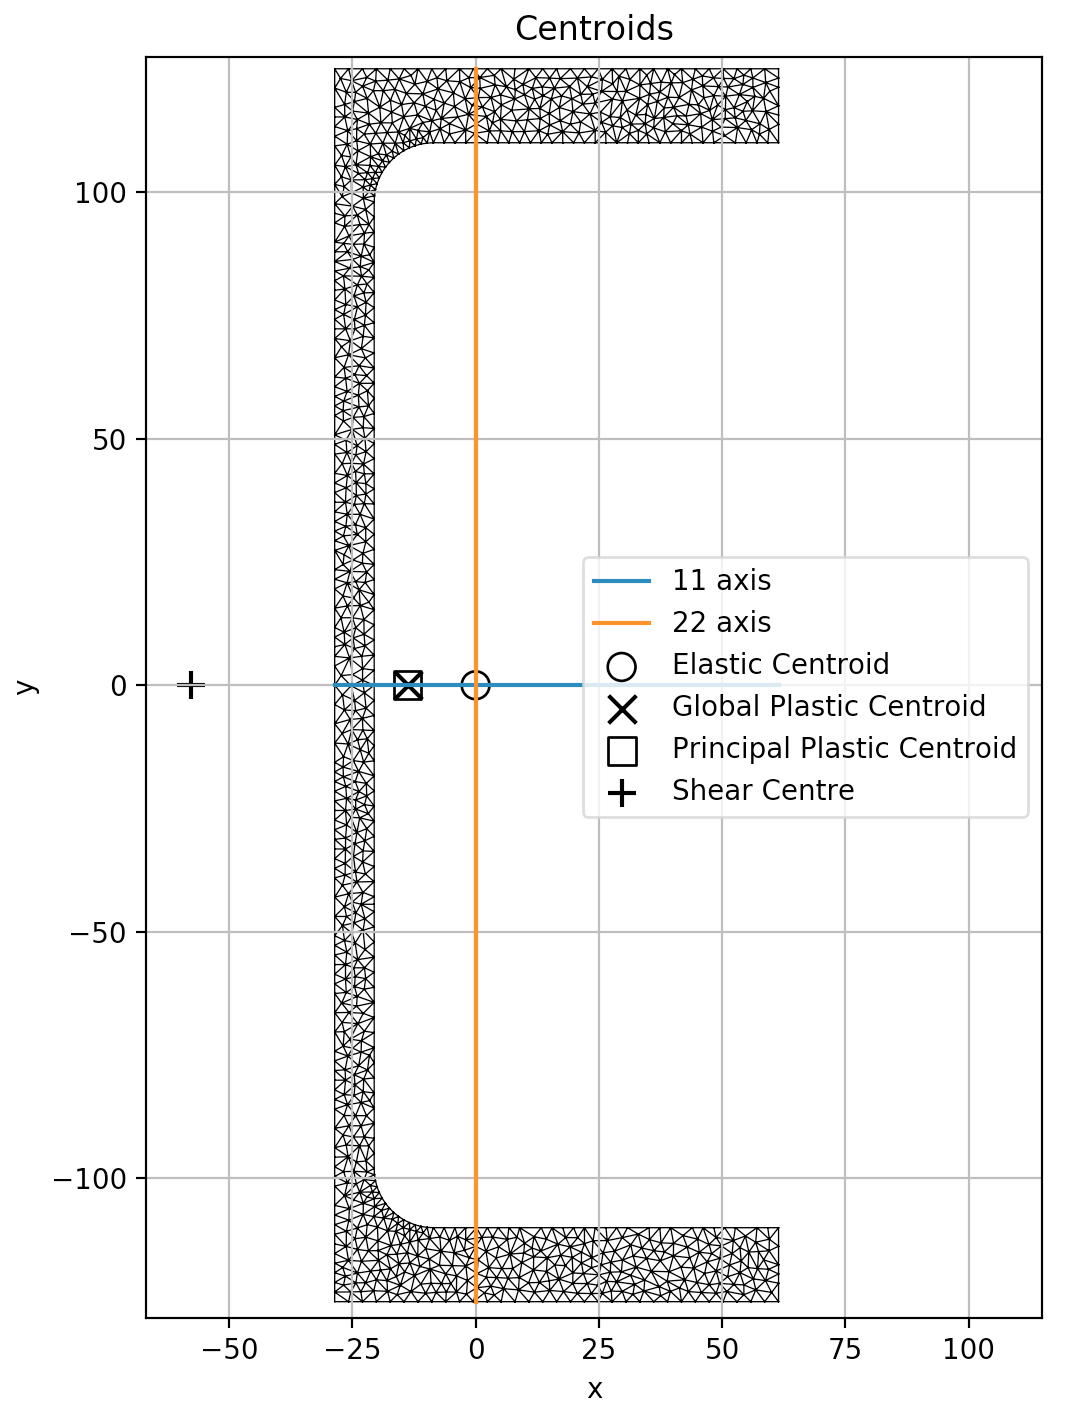 Centroids
100
50
0
−50
−100
y
11 axis
22 axis
Elastic Centroid
Global Plastic Centroid
Principal Plastic Centroid
Shear Centre
−50 −25 0 25 50 75 100
x